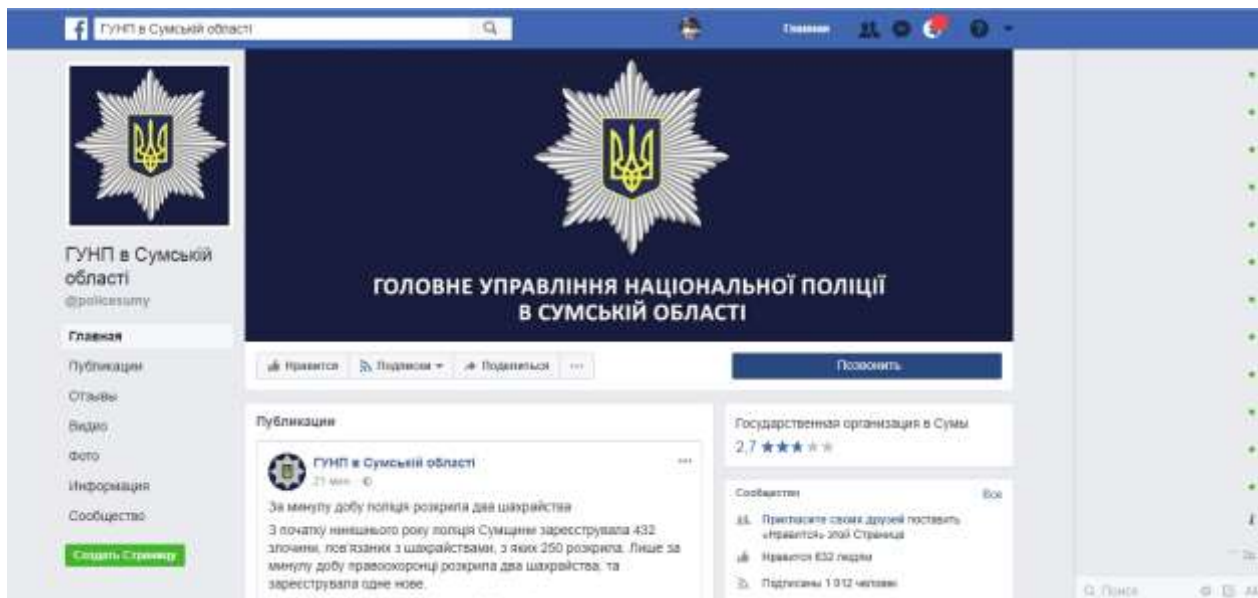 ГУНП в Сумській області
Главная
ГУНП в Сумській
області
@policesumy
Главная
Публикации
Отзывы
Видео
Фото
Информация
Сообщество
Создать Страницу
ГОЛОВНЕ УПРАВЛІННЯ НАЦІОНАЛЬНОЇ ПОЛІЦІЇ
В СУМСЬКІЙ ОБЛАСТІ
Нравится Подписки Поделиться ...
Позвонить
Публикации
ГУНП в Сумській області
21 мин
За минулу добу поліція розкрила два шахрайства
З початку нинішнього року поліція Сумщини зареєструвала 432
злочини, пов'язаних з шахрайствами, з яких 250 розкрила. Лише за
минулу добу правоохоронці розкрила два шахрайства, та
зареєструвала одне нове.
Государственная организация в Сумы
2,7
Сообщество Все
Пригласите своих друзей поставить
«Нравится» этой Странице
Нравится 832 людям
Подписаны 1 012 человек
Поиск